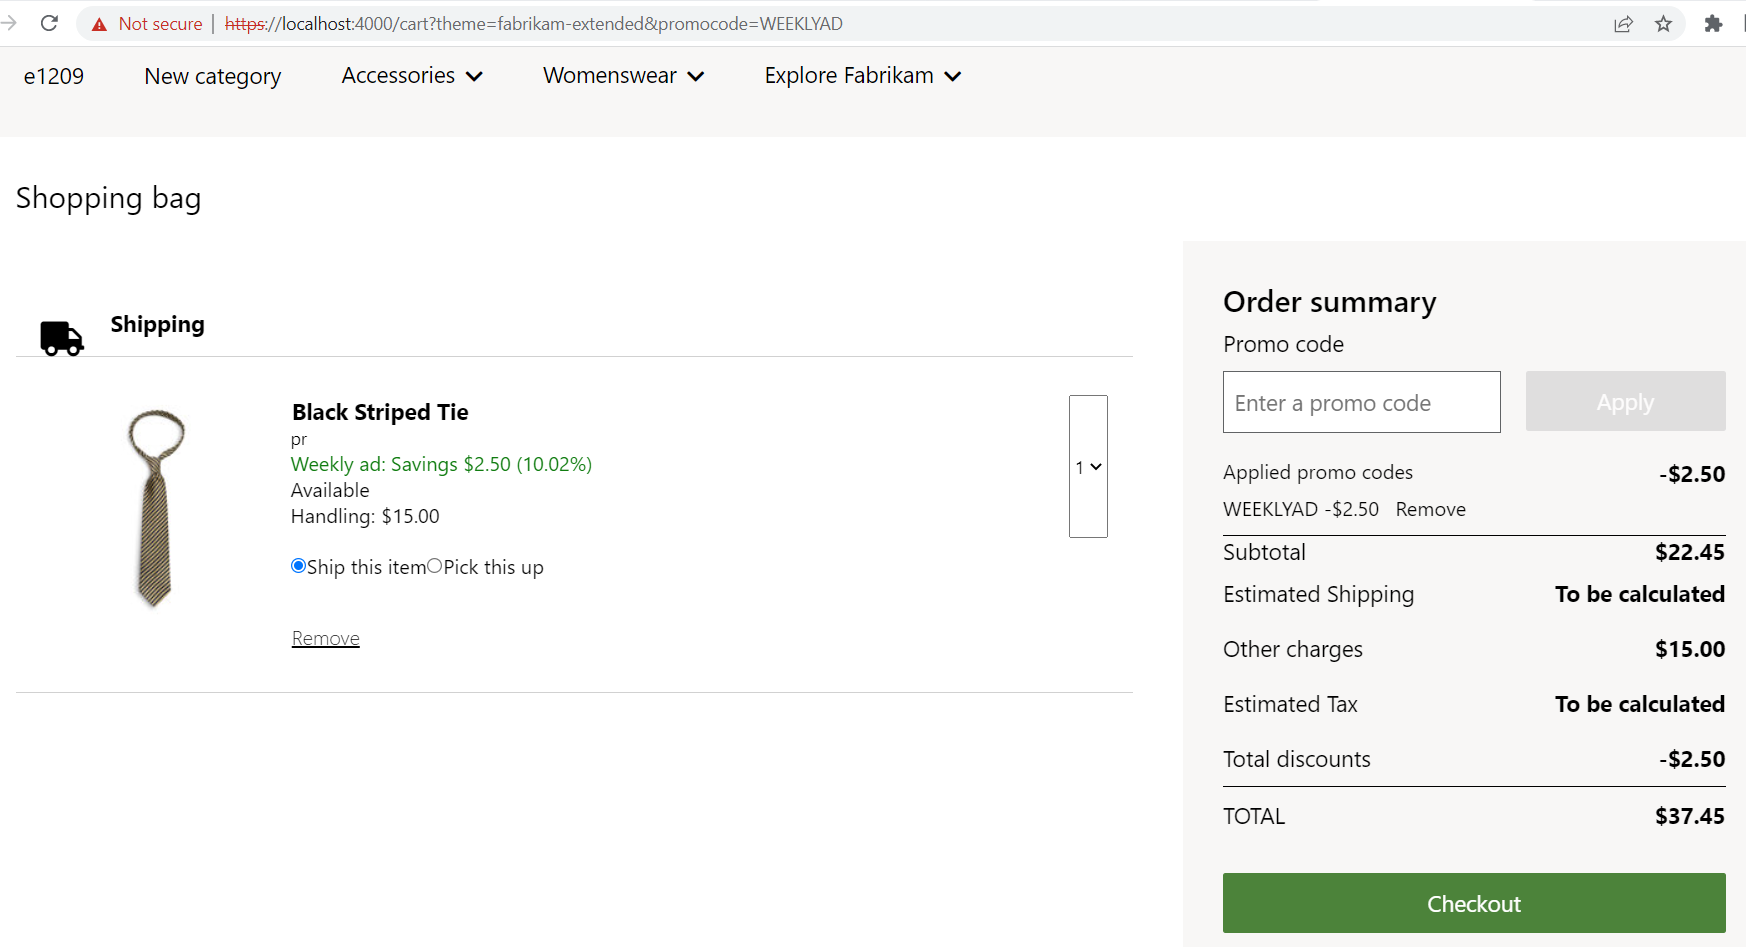 Not secure | https://localhost:4000/cart?theme=fabrikam-extended&promocode=WEEKLYAD
e1209 New category Accessories Womenswear Explore Fabrikam
Shopping bag
Shipping
Black Striped Tie
pr
Weekly ad: Savings $2.50 (10.02%)
Available
Handling: $15.00
1
Ship this item Pick this up
Remove
Order summary
Promo code
Enter a promo code Apply
Applied promo codes -$2.50
WEEKLYAD -$2.50 Remove
Subtotal $22.45
Estimated Shipping To be calculated
Other charges $15.00
Estimated Tax To be calculated
Total discounts -$2.50
TOTAL $37.45
Checkout